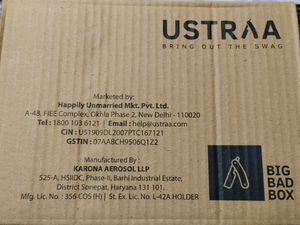 USTRAA
BRING OUT THE SWAG
Marketed by:
Happily Unmarried Mkt. Pvt. Ltd.
A-48, FIEE Complex, Okhla Phase 2, New Delhi - 110020
Tel : 1800 103 6121 | Email : help@ustraa.com
CIN : U51909DL2007PTC167121
GSTIN : 07AABCH9506Q1Z2
Manufactured By :
KARONA AEROSOL LLP
525-A, HSIIDC, Phase-II, Barhi Industrial Estate,
District Sonepat, Haryana 131 101.
Mfg. Lic. No. : 356 COS (H) | St. Ex. Lic. No. L-42A HOLDER
BIG
BAD
BOX